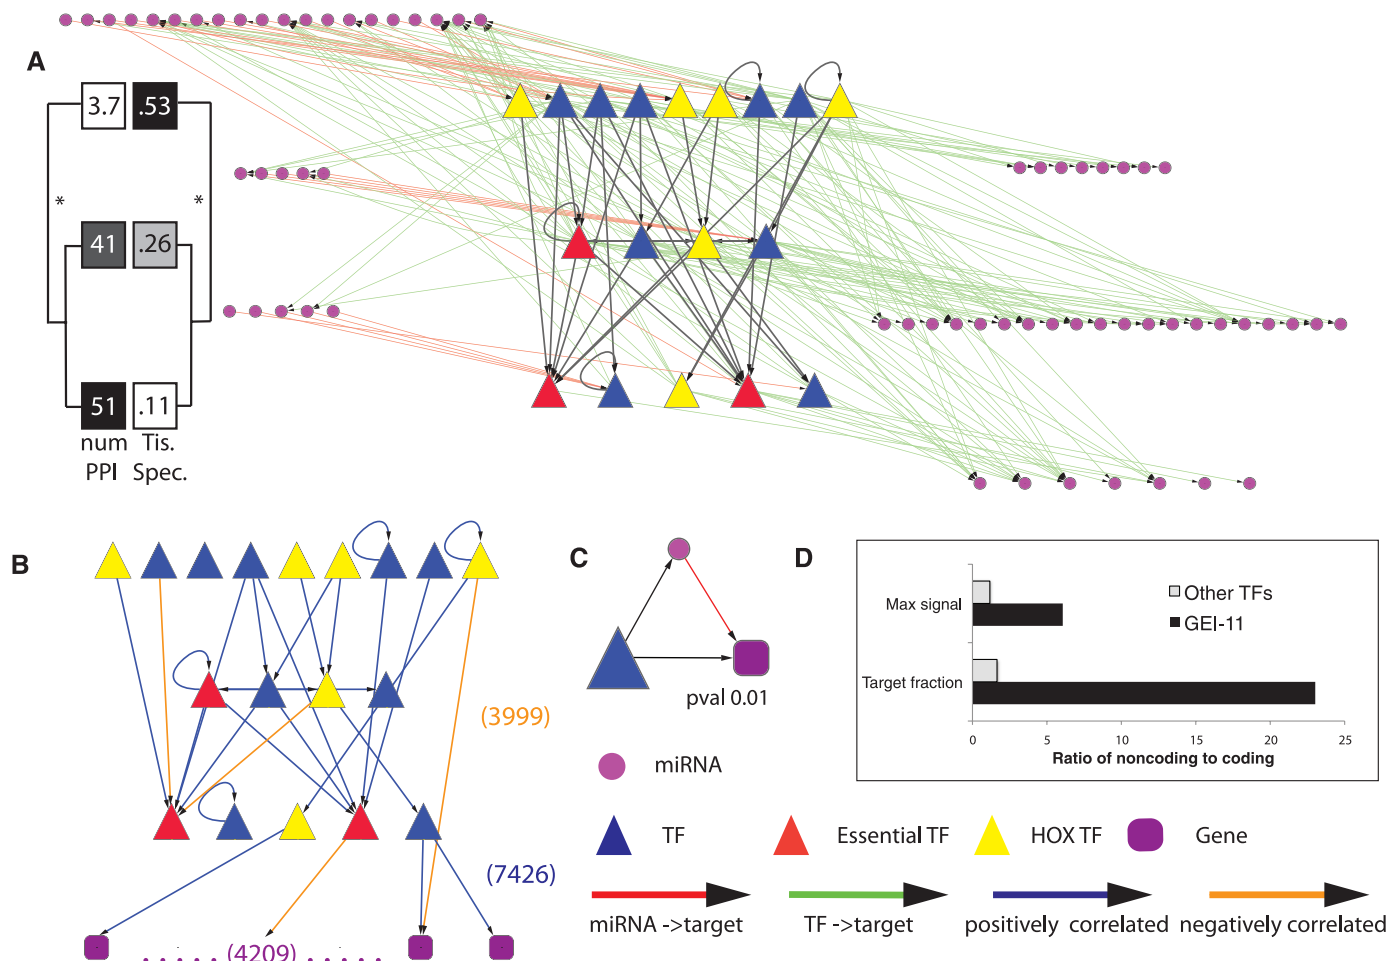 A
3.7 .53
* *
41 .26
51 .11
num Tis.
PPI Spec.
B
(3999)
(7426)
(4209)
C
pval 0.01
D
Max signal
Target fraction
Other TFs
GEI-11
0 5 10 15 20 25
Ratio of noncoding to coding
miRNA
TF Essential TF HOX TF Gene
miRNA ->target TF ->target positively correlated negatively correlated